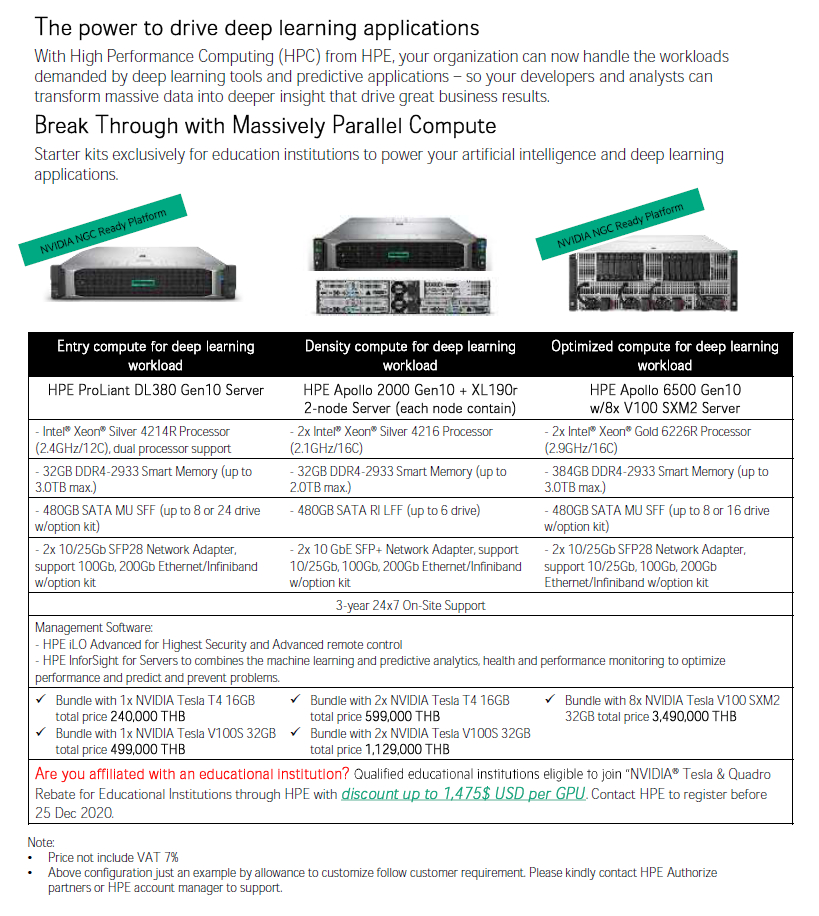 The power to drive deep learning applications
With High Performance Computing (HPC) from HPE, your organization can now handle the workloads
demanded by deep learning tools and predictive applications – so your developers and analysts can
transform massive data into deeper insight that drive great business results.
Break Through with Massively Parallel Compute
Starter kits exclusively for education institutions to power your artificial intelligence and deep learning
applications.
NVIDIA NGC Ready Platform
NVIDIA NGC Ready Platform
Entry compute for deep learning
workload
Density compute for deep learning
workload
Optimized compute for deep learning
workload
HPE ProLiant DL380 Gen10 Server
HPE Apollo 2000 Gen10 + XL190r
2-node Server (each node contain)
HPE Apollo 6500 Gen10
w/8x V100 SXM2 Server
- Intel® Xeon® Silver 4214R Processor
(2.4GHz/12C), dual processor support
- 2x Intel® Xeon® Silver 4216 Processor
(2.1GHz/16C)
- 2x Intel® Xeon® Gold 6226R Processor
(2.9GHz/16C)
- 32GB DDR4-2933 Smart Memory (up to
3.0TB max.)
- 32GB DDR4-2933 Smart Memory (up to
2.0TB max.)
- 384GB DDR4-2933 Smart Memory (up to
3.0TB max.)
- 480GB SATA MU SFF (up to 8 or 24 drive
w/option kit)
- 480GB SATA RI LFF (up to 6 drive)
- 480GB SATA MU SFF (up to 8 or 16 drive
w/option kit)
- 2x 10/25Gb SFP28 Network Adapter,
support 100Gb, 200Gb Ethernet/Infiniband
w/option kit
- 2x 10 GbE SFP+ Network Adapter, support
10/25Gb, 100Gb, 200Gb Ethernet/Infiniband
w/option kit
- 2x 10/25Gb SFP28 Network Adapter,
support 10/25Gb, 100Gb, 200Gb
Ethernet/Infiniband w/option kit
3-year 24x7 On-Site Support
Management Software:
- HPE iLO Advanced for Highest Security and Advanced remote control
- HPE InforSight for Servers to combines the machine learning and predictive analytics, health and performance monitoring to optimize
performance and predict and prevent problems.
✓ Bundle with 1x NVIDIA Tesla T4 16GB
total price 240,000 THB
✓ Bundle with 1x NVIDIA Tesla V100S 32GB
total price 499,000 THB
✓ Bundle with 2x NVIDIA Tesla T4 16GB
total price 599,000 THB
✓ Bundle with 2x NVIDIA Tesla V100S 32GB
total price 1,129,000 THB
✓ Bundle with 8x NVIDIA Tesla V100 SXM2
32GB total price 3,490,000 THB
Are you affiliated with an educational institution? Qualified educational institutions eligible to join “NVIDIA® Tesla & Quadro
Rebate for Educational Institutions through HPE with discount up to 1,475$ USD per GPU. Contact HPE to register before
25 Dec 2020.
Note:
• Price not include VAT 7%
• Above configuration just an example by allowance to customize follow customer requirement. Please kindly contact HPE Authorize
partners or HPE account manager to support.